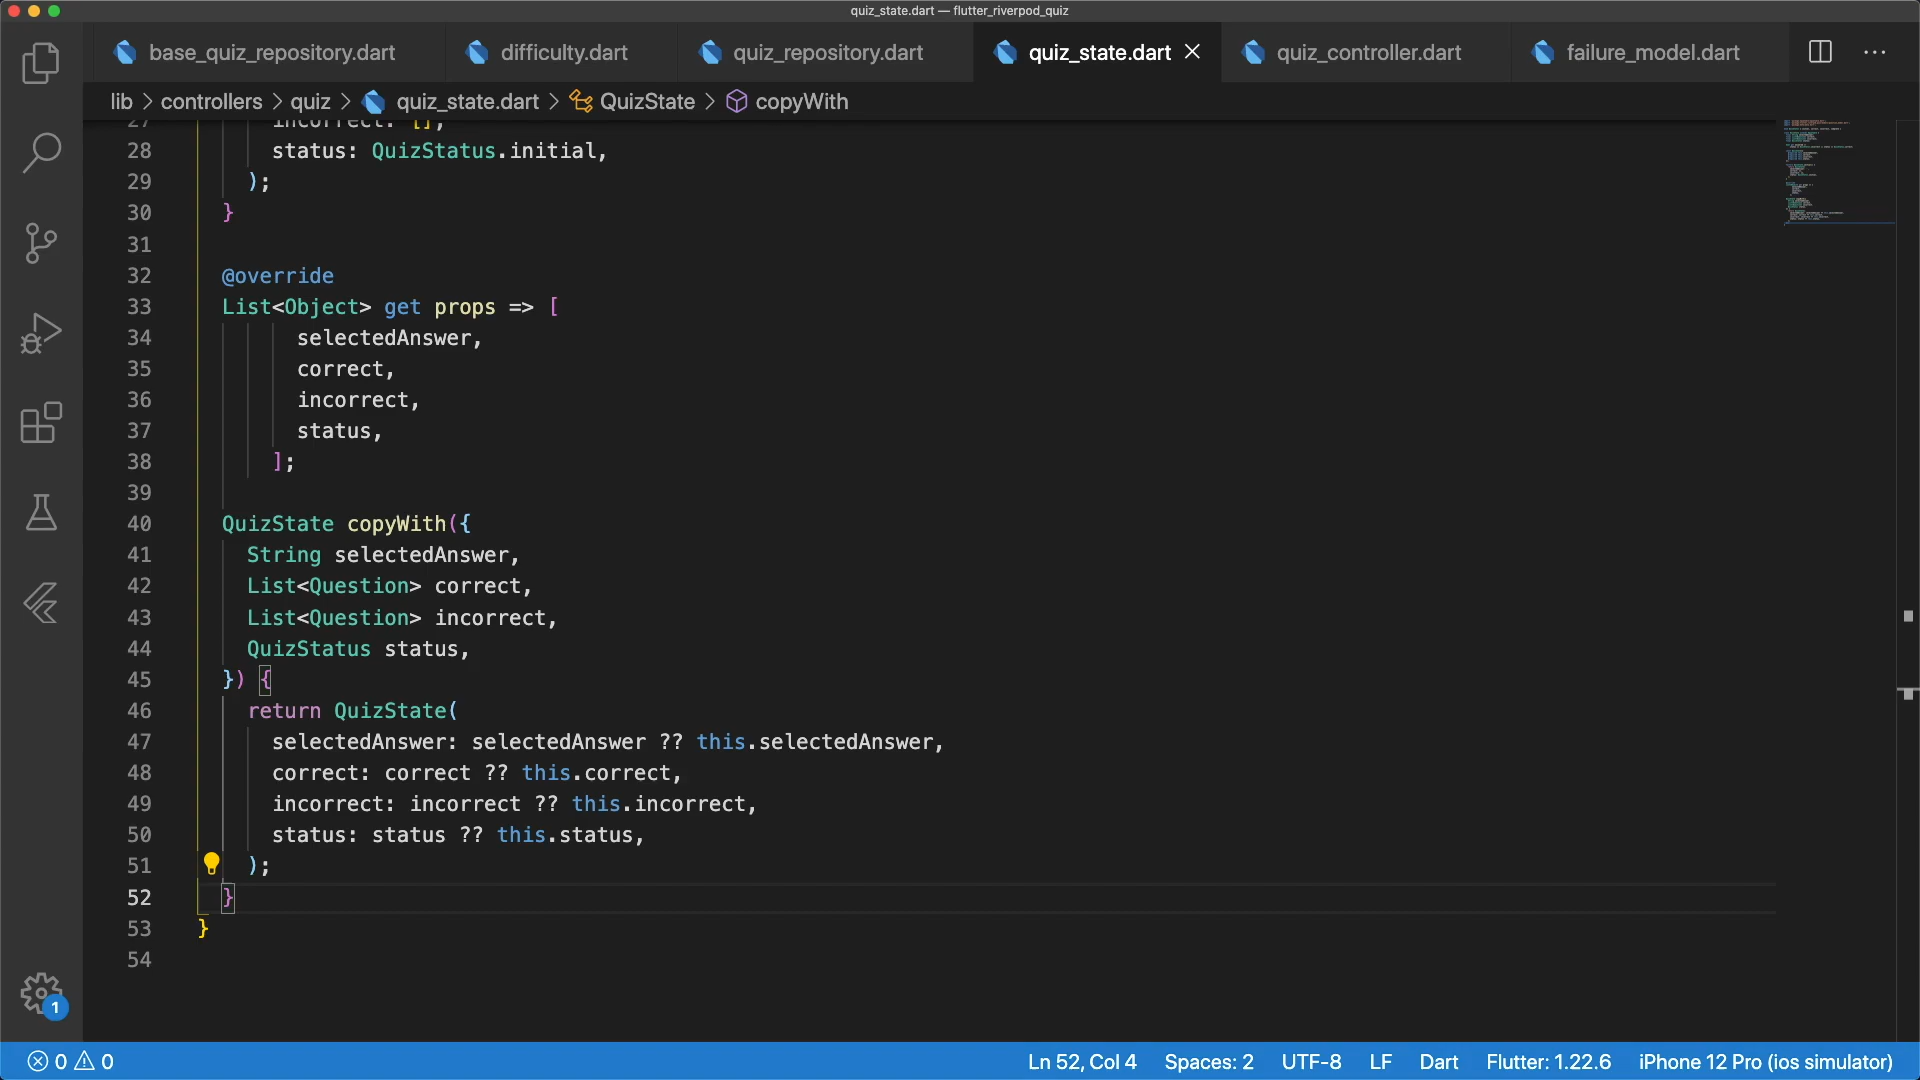 quiz_state.dart — flutter_riverpod_quiz
base_quiz_repository.dart
difficulty.dart
quiz_repository.dart
quiz_state.dart
quiz_controller.dart
failure_model.dart
lib > controllers > quiz > quiz_state.dart > QuizState > copyWith
27 incorrect: [],
28 status: QuizStatus.initial,
29 );
30 }
31
32 @override
33 List<Object> get props => [
34 selectedAnswer,
35 correct,
36 incorrect,
37 status,
38 ];
39
40 QuizState copyWith({
41 String selectedAnswer,
42 List<Question> correct,
43 List<Question> incorrect,
44 QuizStatus status,
45 }) {
46 return QuizState(
47 selectedAnswer: selectedAnswer ?? this.selectedAnswer,
48 correct: correct ?? this.correct,
49 incorrect: incorrect ?? this.incorrect,
50 status: status ?? this.status,
51 );
52 }
53 }
54
1
0 0 Ln 52, Col 4 Spaces: 2 UTF-8 LF Dart Flutter: 1.22.6 iPhone 12 Pro (ios simulator)